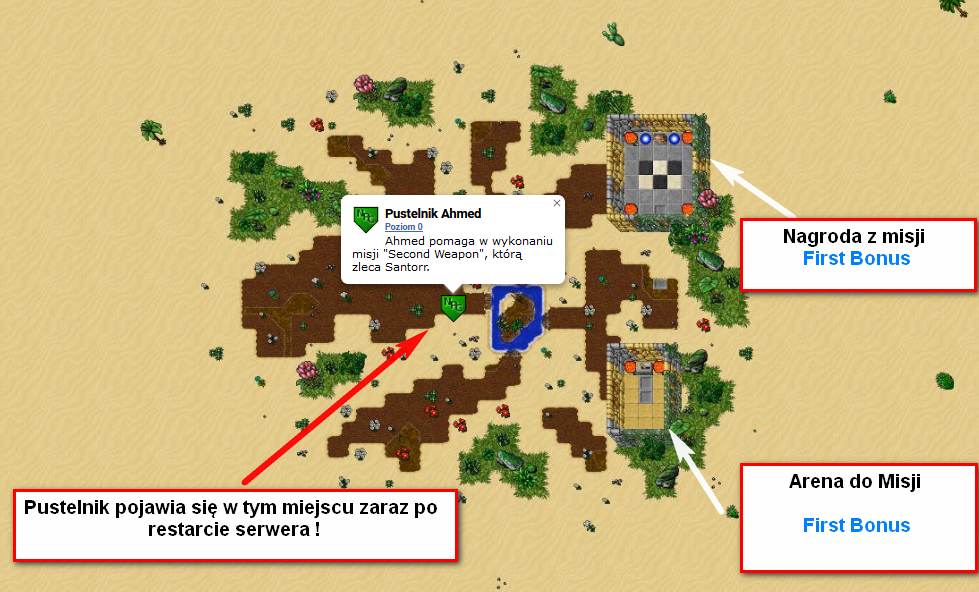 Pustelnik Ahmed
Poziom 0
Ahmed pomaga w wykonaniu
misji "Second Weapon", którą
zleca Santorr.
Nagroda z misji
First Bonus
Pustelnik pojawia się w tym miejscu zaraz po
restarcie serwera !
Arena do Misji
First Bonus